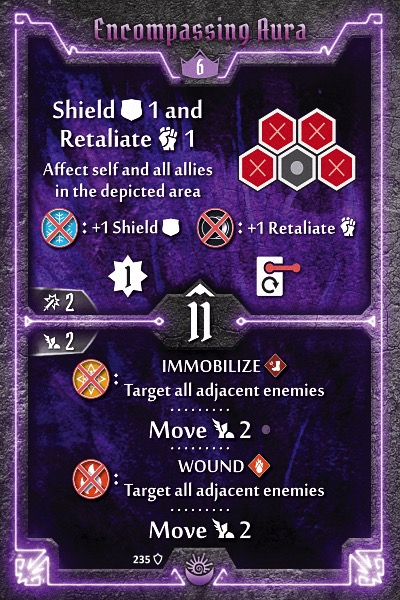 Encompassing Aura
6
Shield 1 and
Retaliate 1
Affect self and all allies
in the depicted area
: +1 Shield : +1 Retaliate
1
2
11
2
: IMMOBILIZE
Target all adjacent enemies
Move 2
: WOUND
Target all adjacent enemies
Move 2
235